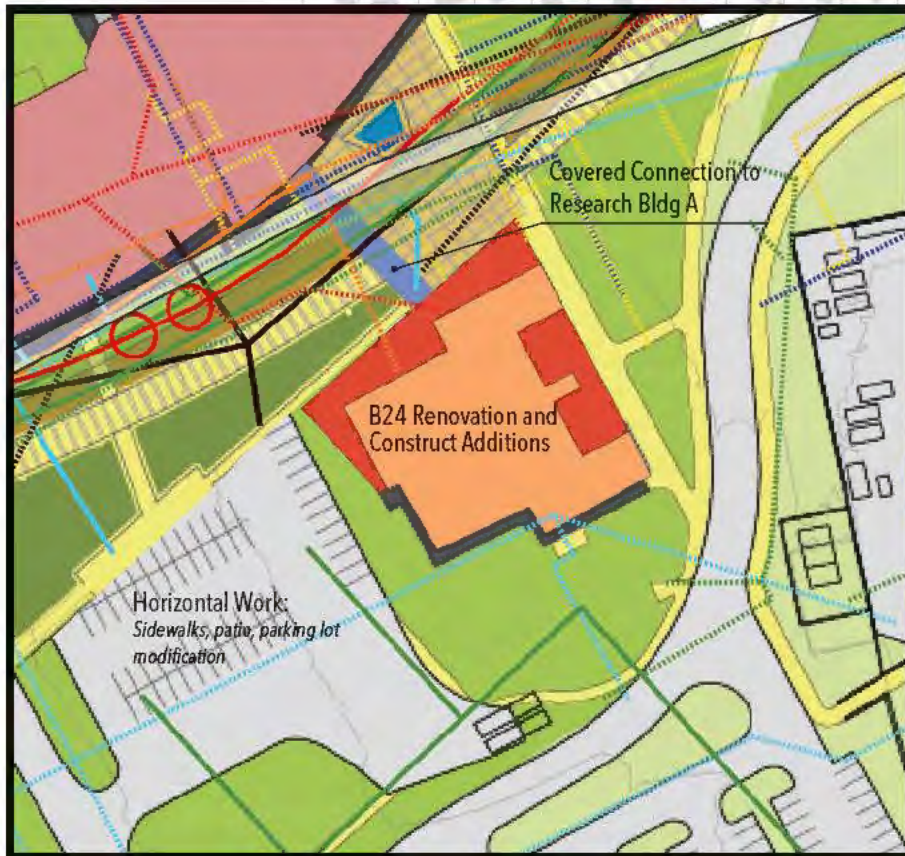 Covered Connection to
Research Bldg A
B24 Renovation and
Construct Additions
Horizontal Work:
Sidewalks, patio, parking lot
modification